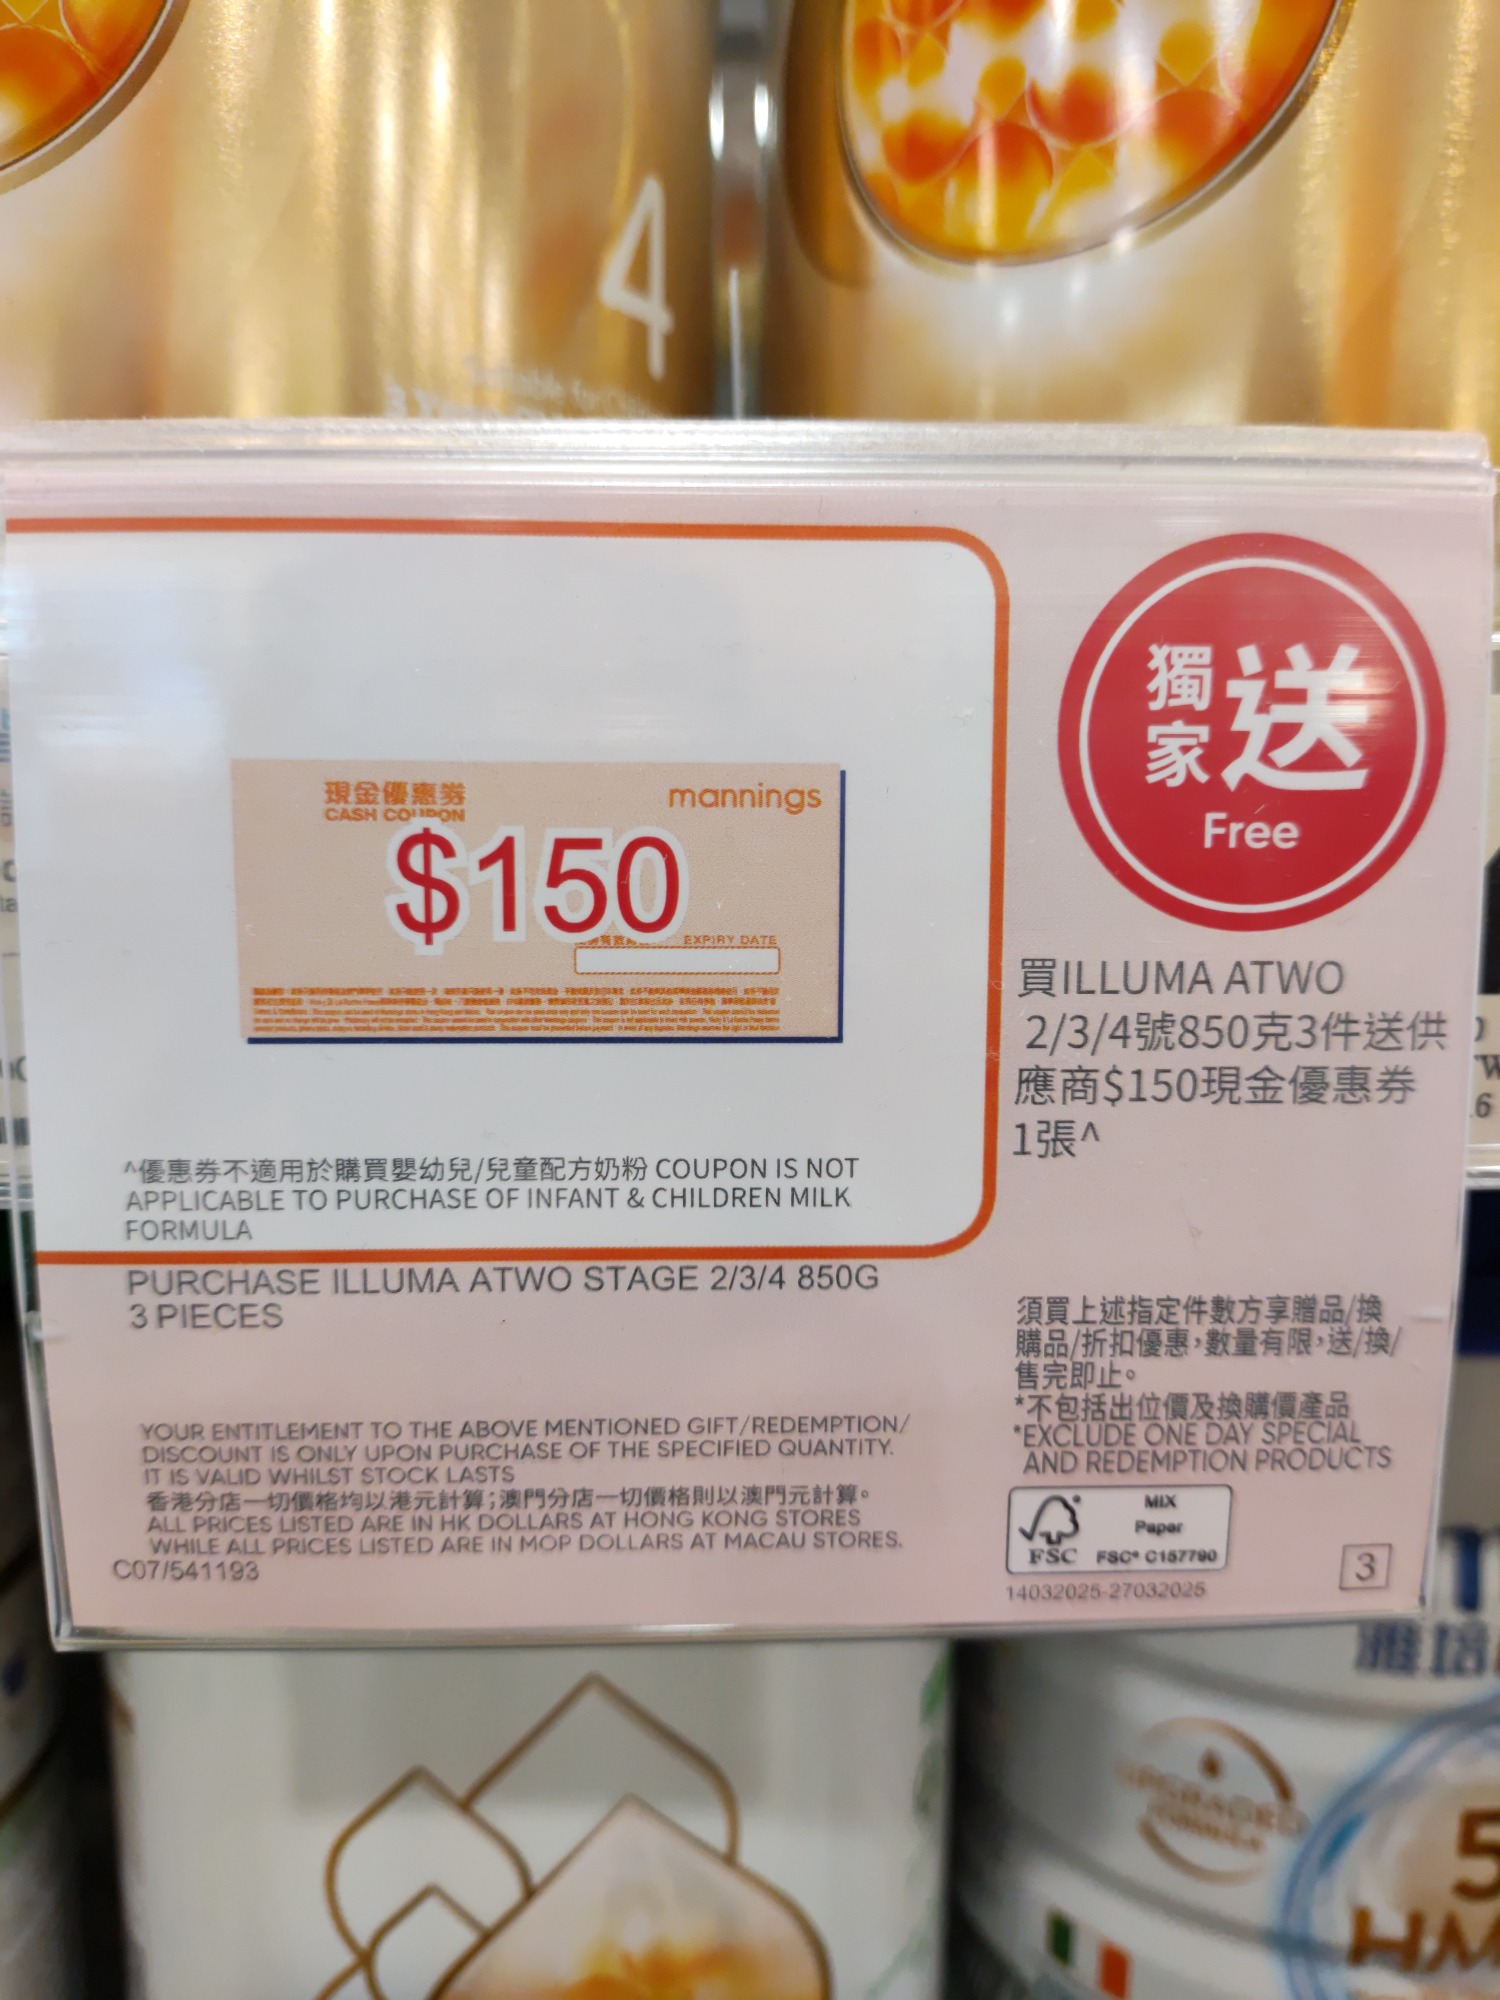 4
現金優惠券
CASH COUPON
mannings
$150
EXPIRY DATE
^優惠券不適用於購買嬰幼兒/兒童配方奶粉 COUPON IS NOT
APPLICABLE TO PURCHASE OF INFANT & CHILDREN MILK
FORMULA
PURCHASE ILLUMA ATWO STAGE 2/3/4 850G
3 PIECES
YOUR ENTITLEMENT TO THE ABOVE MENTIONED GIFT/REDEMPTION/
DISCOUNT IS ONLY UPON PURCHASE OF THE SPECIFIED QUANTITY.
IT IS VALID WHILST STOCK LASTS
香港分店一切價格均以港元計算;澳門分店一切價格則以澳門元計算。
ALL PRICES LISTED ARE IN HK DOLLARS AT HONG KONG STORES
WHILE ALL PRICES LISTED ARE IN MOP DOLLARS AT MACAU STORES.
C07/541193
獨家送
Free
買ILLUMA ATWO
2/3/4號850克3件送供
應商$150現金優惠券
1張^
須買上述指定件數方享贈品/換
購品/折扣優惠,數量有限,送/換/
售完即止。
*不包括出位價及換購價產品
*EXCLUDE ONE DAY SPECIAL
AND REDEMPTION PRODUCTS
FSC
MIX
Paper
FSC® C157790
14032025-27032025
3
雅培
UPGRADED
FORMULA
5
HM